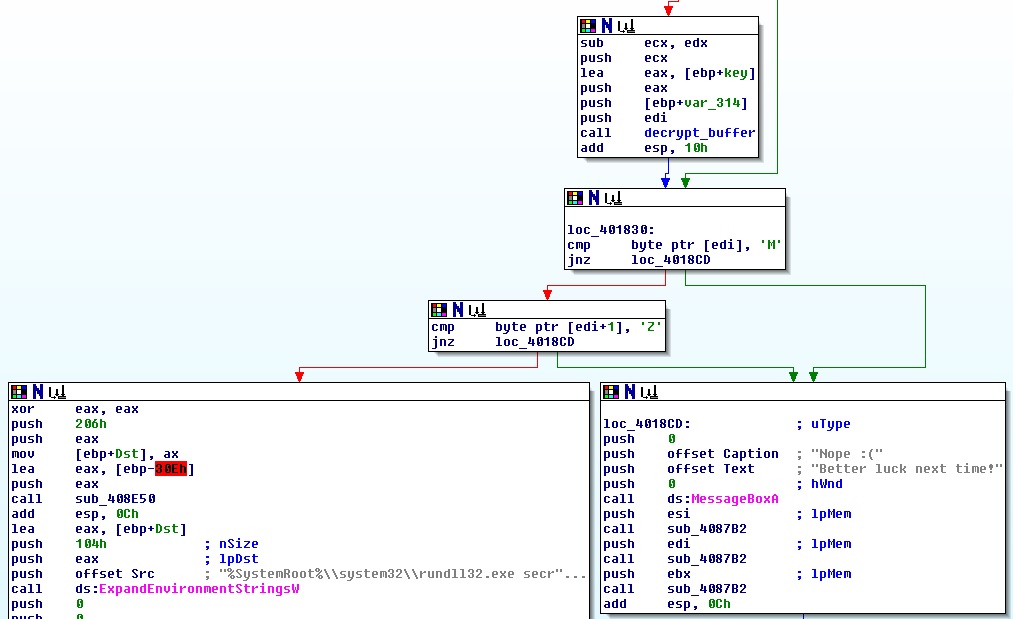 sub ecx, edx
push ecx
lea eax, [ebp+key]
push eax
push [ebp+var_314]
push edi
call decrypt_buffer
add esp, 10h
loc_401830:
cmp byte ptr [edi], 'M'
jnz loc_4018CD
cmp byte ptr [edi+1], 'Z'
jnz loc_4018CD
xor eax, eax
push 206h
push eax
mov [ebp+Dst], ax
lea eax, [ebp-30Eh]
push eax
call sub_408E50
add esp, 0Ch
lea eax, [ebp+Dst]
push 104h ; nSize
push eax ; lpDst
push offset Src ; "%SystemRoot%\\system32\\rundll32.exe secr"...
call ds:ExpandEnvironmentStringsW
push 0
push 0
loc_4018CD: ; uType
push 0
push offset Caption ; "Nope :("
push offset Text ; "Better luck next time!"
push 0 ; hWnd
call ds:MessageBoxA
push esi ; lpMem
call sub_4087B2
push edi ; lpMem
call sub_4087B2
push ebx ; lpMem
call sub_4087B2
add esp, 0Ch